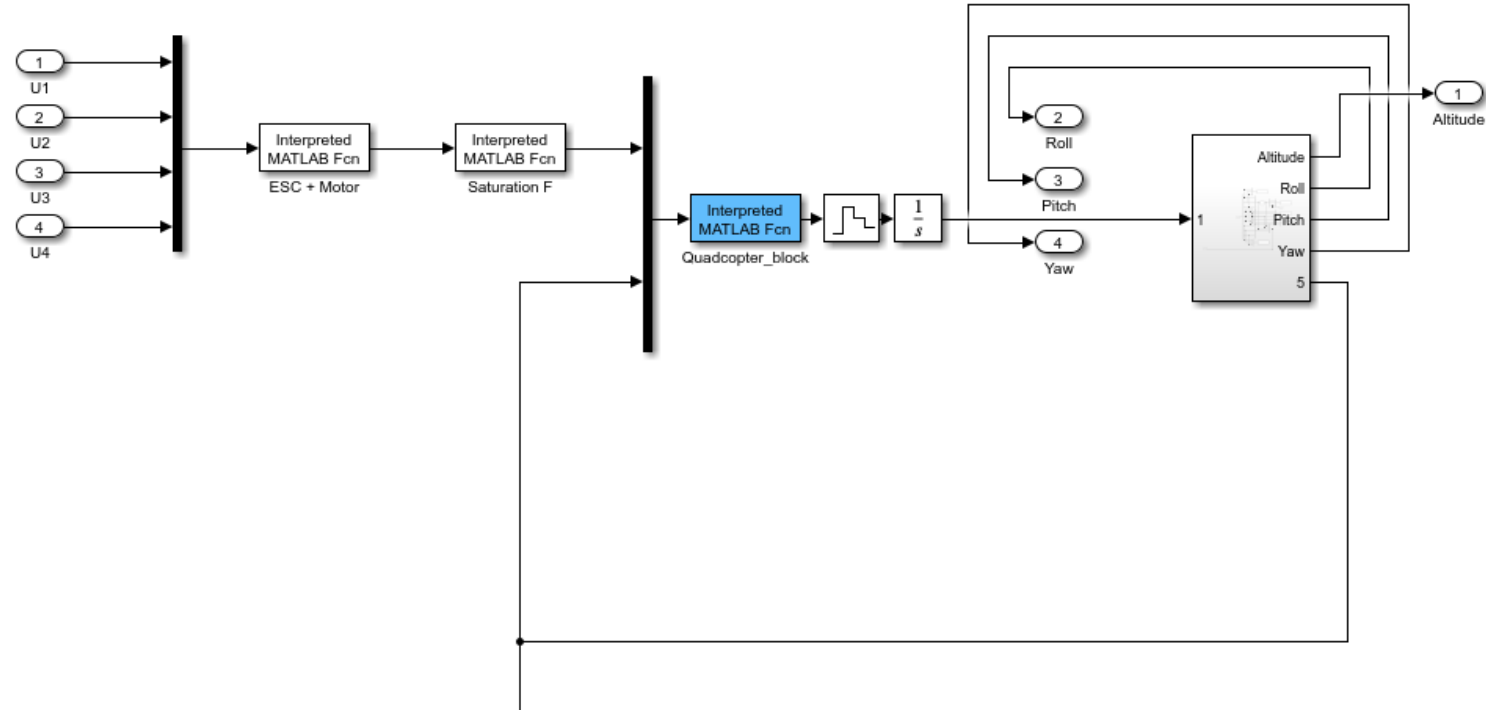 1
U1
2
U2
3
U3
4
U4
Interpreted
MATLAB Fcn
ESC + Motor
Interpreted
MATLAB Fcn
Saturation F
Interpreted
MATLAB Fcn
Quadcopter_block
1
s
2
Roll
3
Pitch
4
Yaw
1
Altitude
Roll
Pitch
Yaw
5
1
Altitude